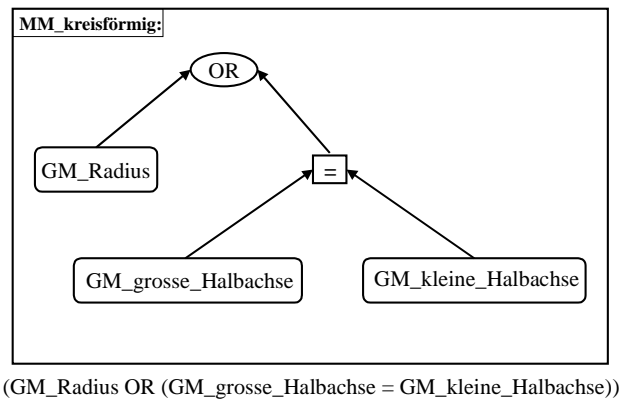 MM_kreisförmig:
OR
GM_Radius
=
GM_grosse_Halbachse
GM_kleine_Halbachse
(GM_Radius OR (GM_grosse_Halbachse = GM_kleine_Halbachse))